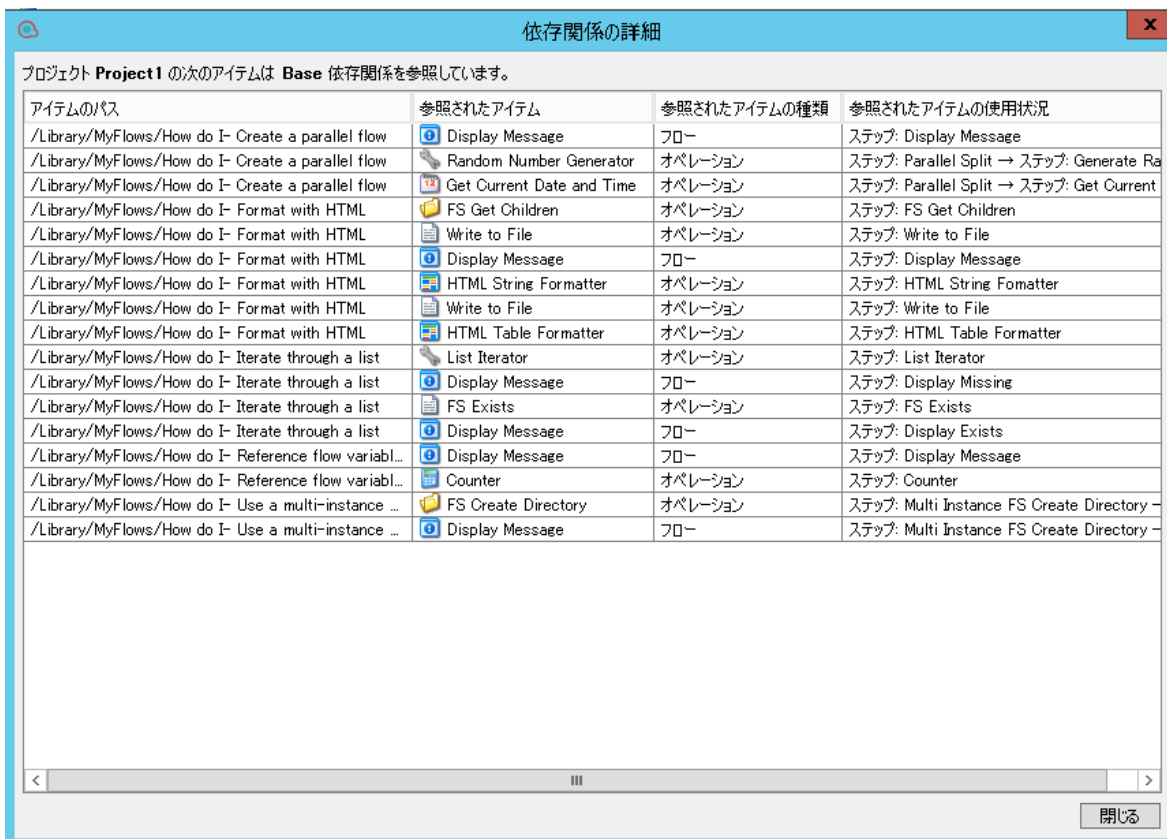 依存関係の詳細
x
プロジェクト Project1 の次のアイテムは Base 依存関係を参照しています。
アイテムのパス 参照されたアイテム 参照されたアイテムの種類 参照されたアイテムの使用状況
/Library/MyFlows/How do I- Create a parallel flow Display Message フロー ステップ: Display Message
/Library/MyFlows/How do I- Create a parallel flow Random Number Generator オペレーション ステップ: Parallel Split → ステップ: Generate Ra
/Library/MyFlows/How do I- Create a parallel flow 12 Get Current Date and Time オペレーション ステップ: Parallel Split → ステップ: Get Current
/Library/MyFlows/How do I- Format with HTML FS Get Children オペレーション ステップ: FS Get Children
/Library/MyFlows/How do I- Format with HTML Write to File オペレーション ステップ: Write to File
/Library/MyFlows/How do I- Format with HTML Display Message フロー ステップ: Display Message
/Library/MyFlows/How do I- Format with HTML HTML String Formatter オペレーション ステップ: HTML String Fomatter
/Library/MyFlows/How do I- Format with HTML Write to File オペレーション ステップ: Write to File
/Library/MyFlows/How do I- Format with HTML HTML Table Formatter オペレーション ステップ: HTML Table Formatter
/Library/MyFlows/How do I- Iterate through a list List Iterator オペレーション ステップ: List Iterator
/Library/MyFlows/How do I- Iterate through a list Display Message フロー ステップ: Display Missing
/Library/MyFlows/How do I- Iterate through a list FS Exists オペレーション ステップ: FS Exists
/Library/MyFlows/How do I- Iterate through a list Display Message フロー ステップ: Display Exists
/Library/MyFlows/How do I- Reference flow variabl... Display Message フロー ステップ: Display Message
/Library/MyFlows/How do I- Reference flow variabl... Counter オペレーション ステップ: Counter
/Library/MyFlows/How do I- Use a multi-instance ... FS Create Directory オペレーション ステップ: Multi Instance FS Create Directory -
/Library/MyFlows/How do I- Use a multi-instance ... Display Message フロー ステップ: Multi Instance FS Create Directory -
閉じる